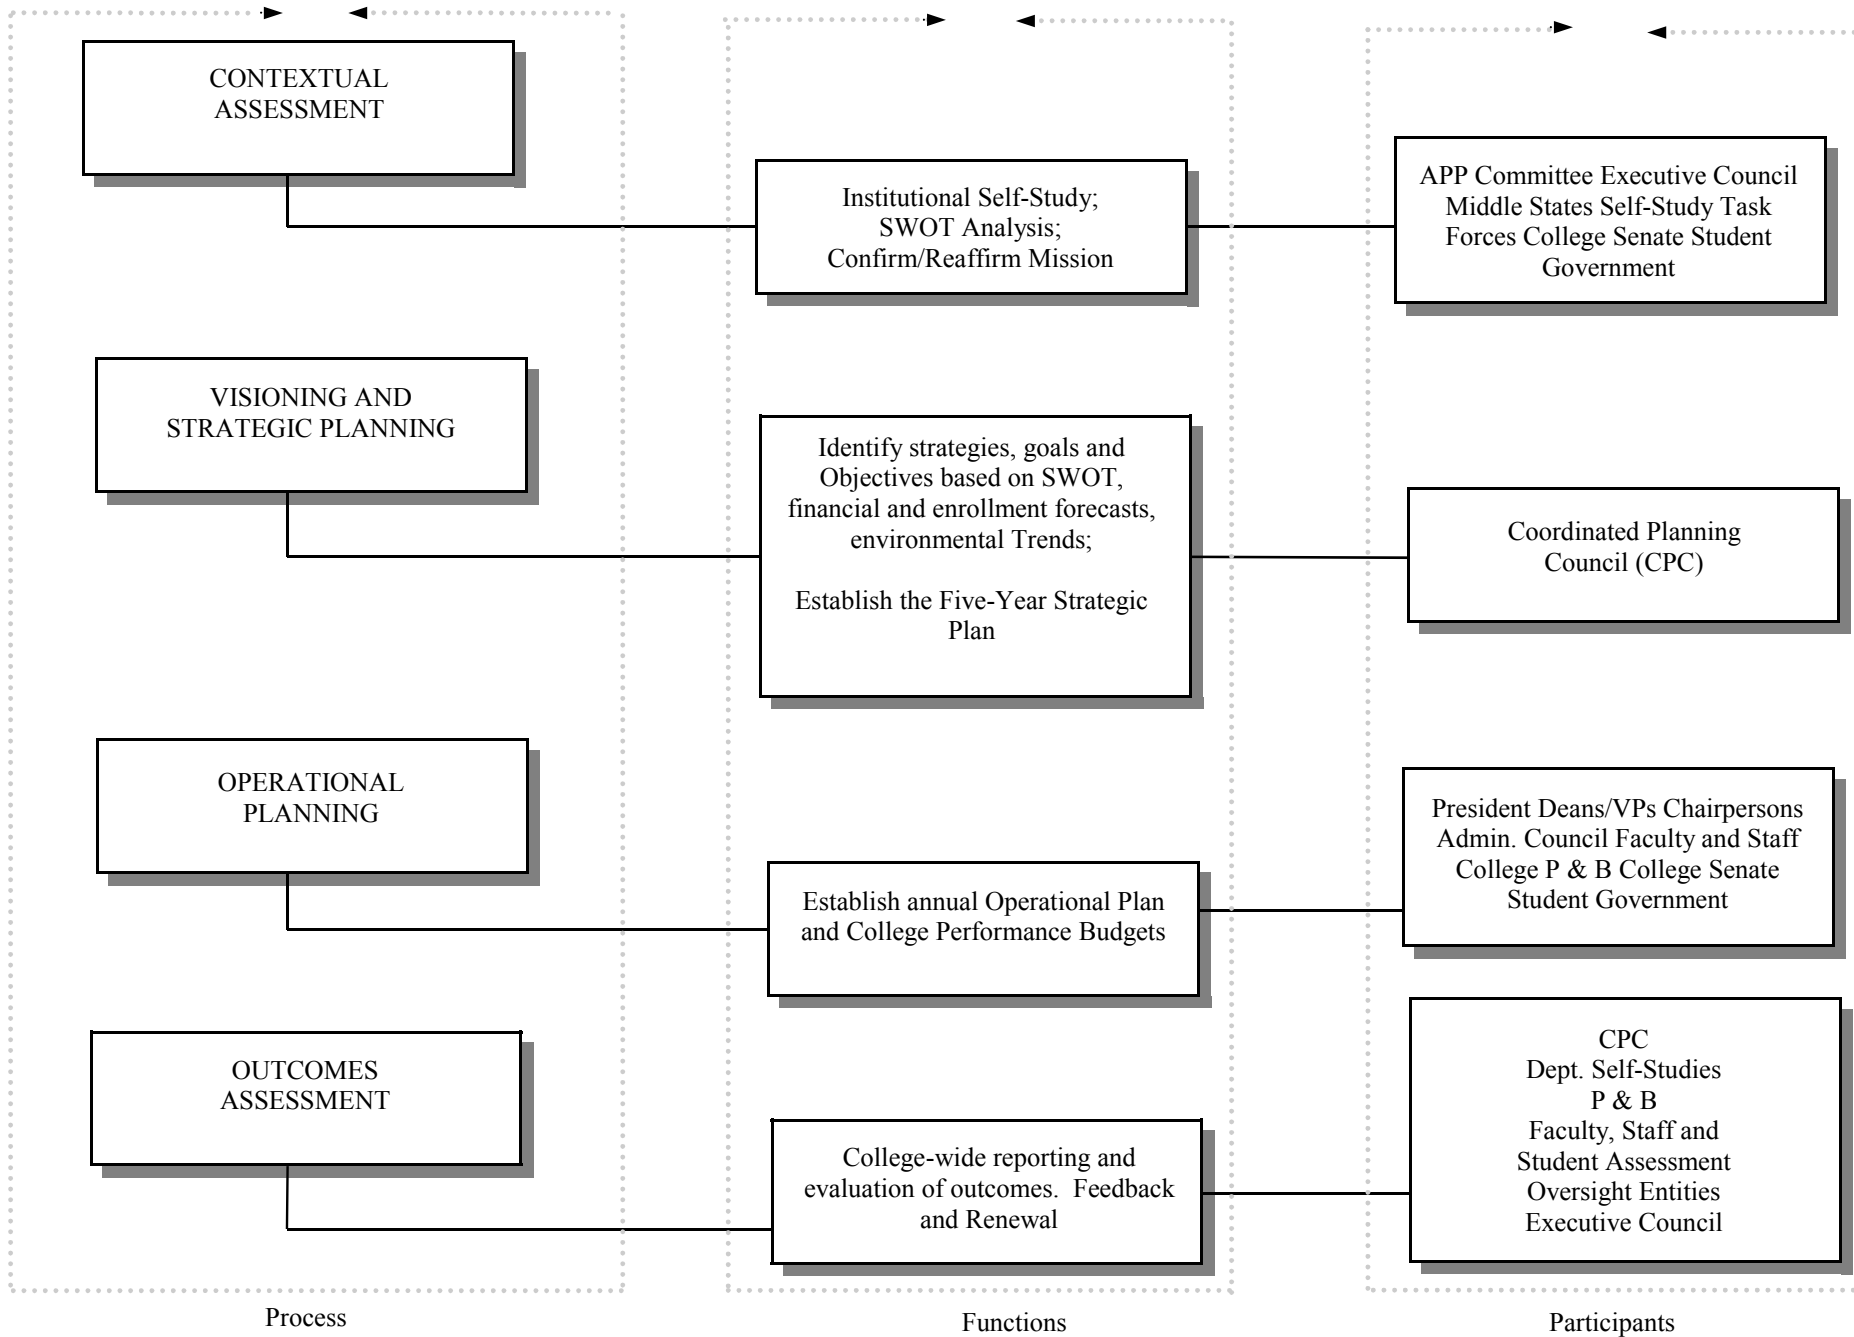 CONTEXTUAL
ASSESSMENT
Institutional Self-Study;
SWOT Analysis;
Confirm/Reaffirm Mission
APP Committee Executive Council
Middle States Self-Study Task
Forces College Senate Student
Government
VISIONING AND
STRATEGIC PLANNING
Identify strategies, goals and
Objectives based on SWOT,
financial and enrollment forecasts,
environmental Trends;
Establish the Five-Year Strategic
Plan
Coordinated Planning
Council (CPC)
OPERATIONAL
PLANNING
Establish annual Operational Plan
and College Performance Budgets
President Deans/VPs Chairpersons
Admin. Council Faculty and Staff
College P & B College Senate
Student Government
OUTCOMES
ASSESSMENT
College-wide reporting and
evaluation of outcomes.  Feedback
and Renewal
CPC
Dept. Self-Studies
P & B
Faculty, Staff and
Student Assessment
Oversight Entities
Executive Council
Process
Functions
Participants